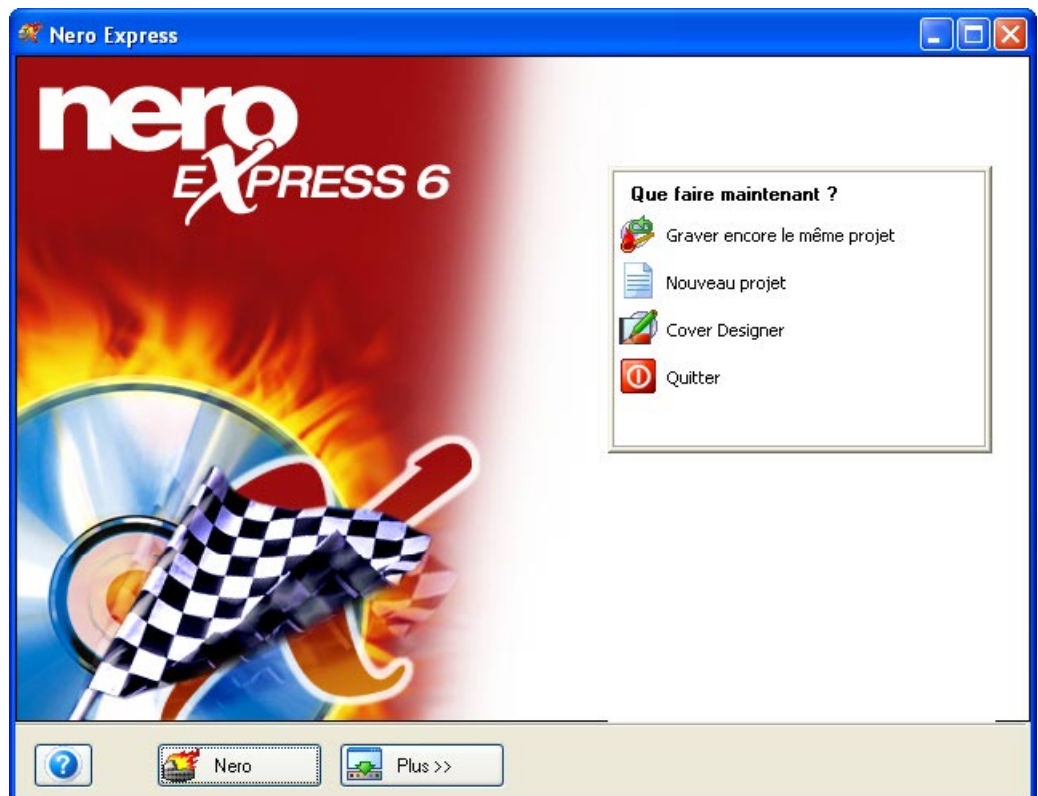 Nero Express
nero
EXPRESS 6
Que faire maintenant ?
Graver encore le même projet
Nouveau projet
Cover Designer
Quitter
Nero
Plus >>